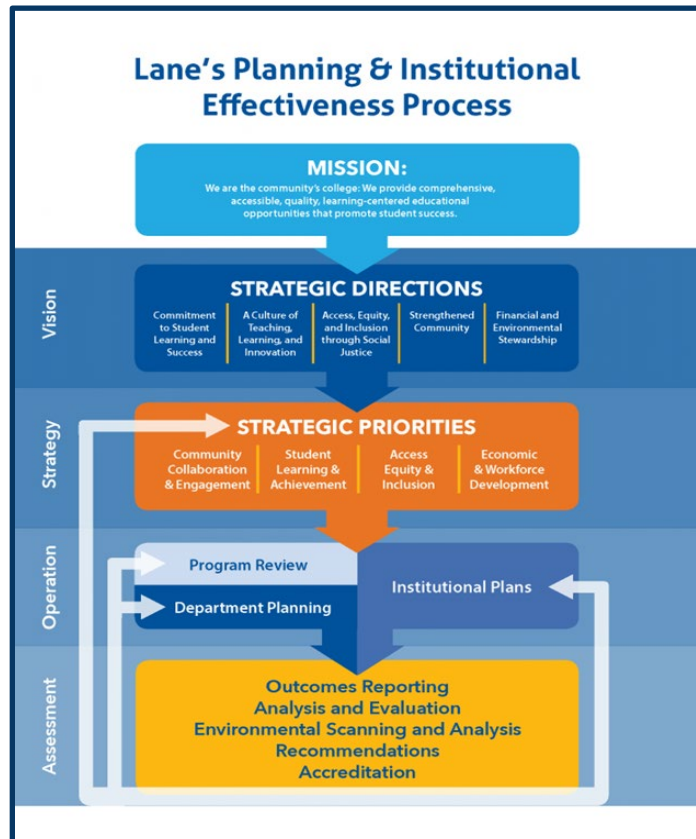 Lane's Planning & Institutional
Effectiveness Process
MISSION:
We are the community's college: We provide comprehensive,
accessible, quality, learning-centered educational
opportunities that promote student success.
Vision
STRATEGIC DIRECTIONS
Commitment
to Student
Learning and
Success
A Culture of
Teaching,
Learning, and
Innovation
Access, Equity,
and Inclusion
through Social
Justice
Strengthened
Community
Financial and
Environmental
Stewardship
Strategy
STRATEGIC PRIORITIES
Community
Collaboration
& Engagement
Student
Learning &
Achievement
Access
Equity &
Inclusion
Economic
& Workforce
Development
Operation
Program Review
Department Planning
Institutional Plans
Assessment
Outcomes Reporting
Analysis and Evaluation
Environmental Scanning and Analysis
Recommendations
Accreditation